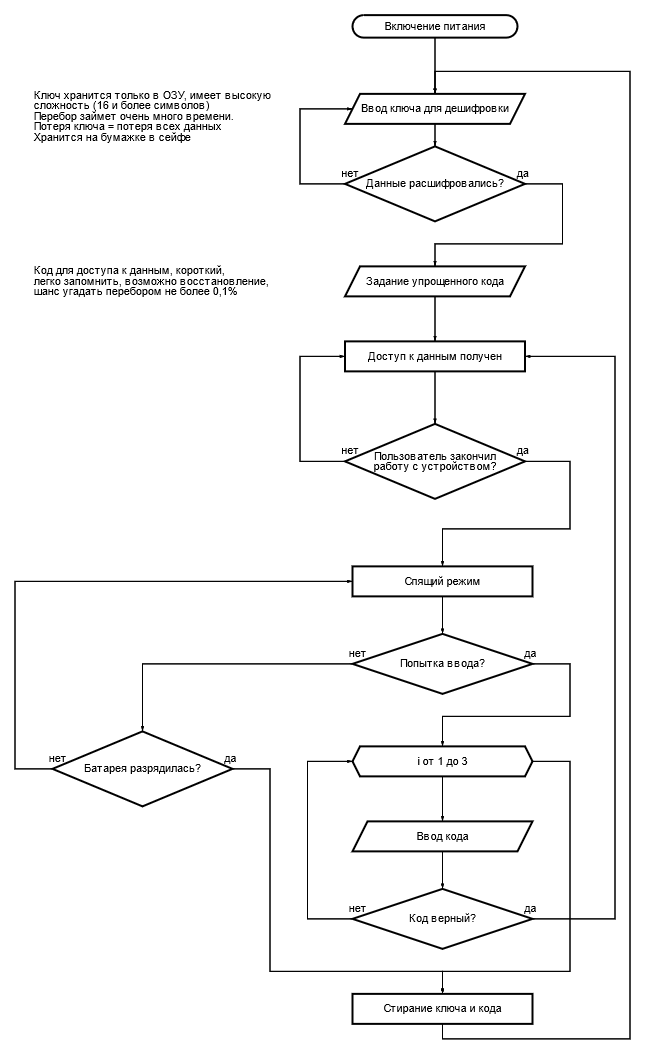 Включение питания
Ключ хранится только в ОЗУ, имеет высокую
сложность (16 и более символов)
Перебор займет очень много времени.
Потеря ключа = потеря всех данных
Хранится на бумажке в сейфе
Ввод ключа для дешифровки
нет
Данные расшифровались?
да
Код для доступа к данным, короткий,
легко запомнить, возможно восстановление,
шанс угадать перебором не более 0,1%
Задание упрощенного кода
Доступ к данным получен
нет
Пользователь закончил
работу с устройством?
да
Спящий режим
нет
Попытка ввода?
да
нет
Батарея разрядилась?
да
i от 1 до 3
Ввод кода
нет
Код верный?
да
Стирание ключа и кода